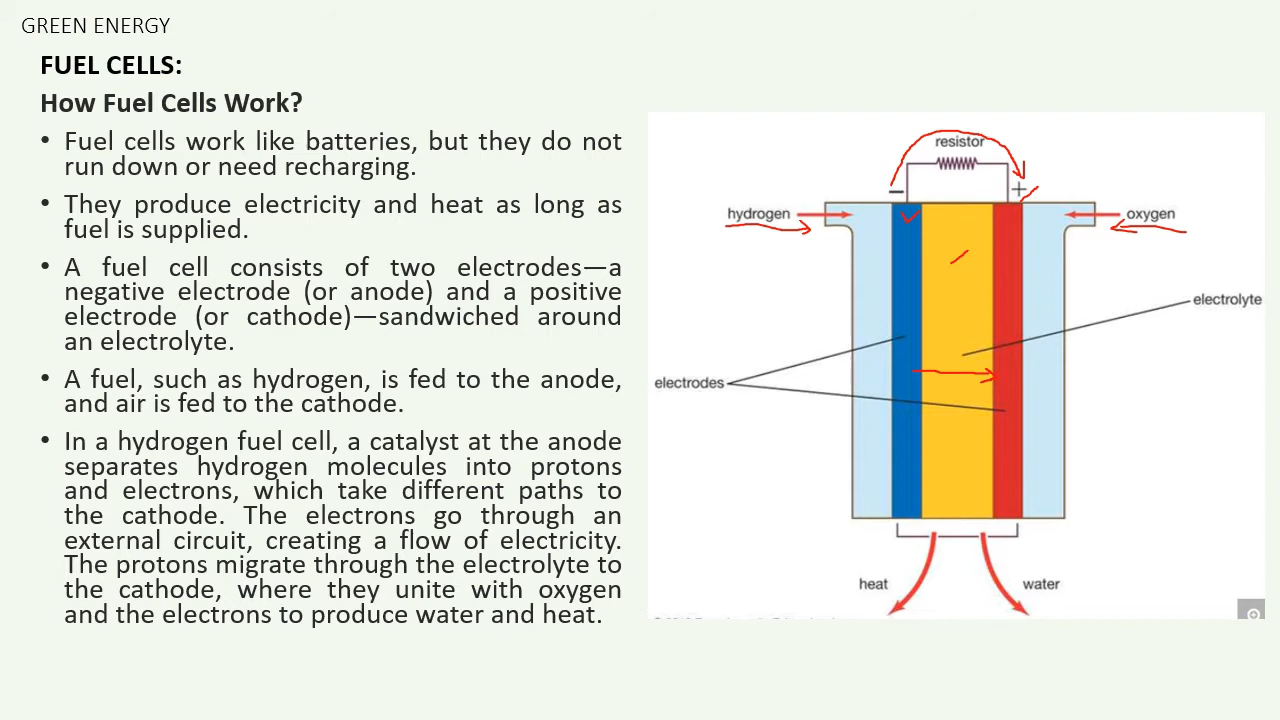 GREEN ENERGY
FUEL CELLS:
How Fuel Cells Work?
• Fuel cells work like batteries, but they do not
run down or need recharging.
• They produce electricity and heat as long as
fuel is supplied.
• A fuel cell consists of two electrodes—a
negative electrode (or anode) and a positive
electrode (or cathode)—sandwiched around
an electrolyte.
• A fuel, such as hydrogen, is fed to the anode,
and air is fed to the cathode.
• In a hydrogen fuel cell, a catalyst at the anode
separates hydrogen molecules into protons
and electrons, which take different paths to
the cathode. The electrons go through an
external circuit, creating a flow of electricity.
The protons migrate through the electrolyte to
the cathode, where they unite with oxygen
and the electrons to produce water and heat.
resistor
− +
hydrogen
oxygen
electrolyte
electrodes
heat
water